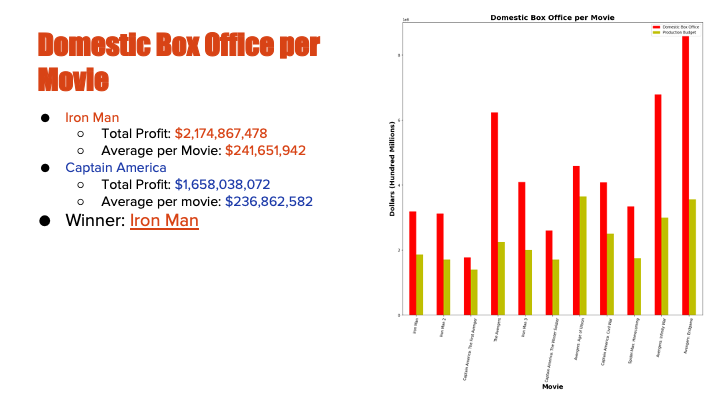 Domestic Box Office per
Movie
● Iron Man
○ Total Profit: $2,174,867,478
○ Average per Movie: $241,651,942
● Captain America
○ Total Profit: $1,658,038,072
○ Average per movie: $236,862,582
● Winner: Iron Man
Domestic Box Office per Movie
1e8
Domestic Box Office
Production Budget
Dollars (Hundred Millions)
8
6
4
2
0
Iron Man
Iron Man 2
Captain America: The First Avenger
The Avengers
Iron Man 3
Captain America: The Winter Soldier
Avengers: Age of Ultron
Captain America: Civil War
Spider-Man: Homecoming
Avengers: Infinity War
Avengers: Endgame
Movie